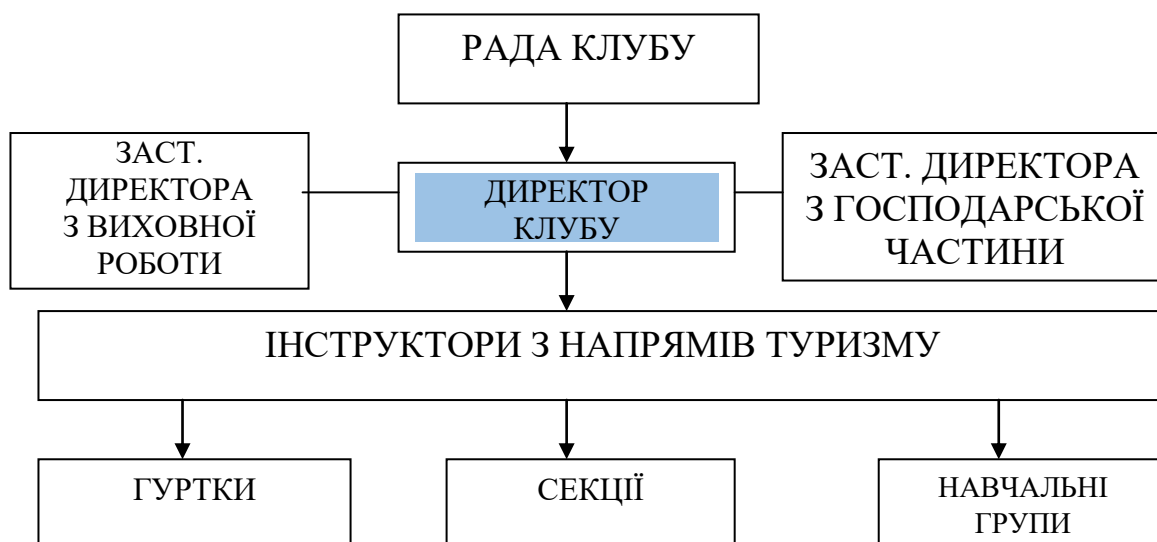 РАДА КЛУБУ
ЗАСТ.
ДИРЕКТОРА
З ВИХОВНОЇ
РОБОТИ
ДИРЕКТОР
КЛУБУ
ЗАСТ. ДИРЕКТОРА
З ГОСПОДАРСЬКОЇ
ЧАСТИНИ
ІНСТРУКТОРИ З НАПРЯМІВ ТУРИЗМУ
ГУРТКИ
СЕКЦІЇ
НАВЧАЛЬНІ
ГРУПИ